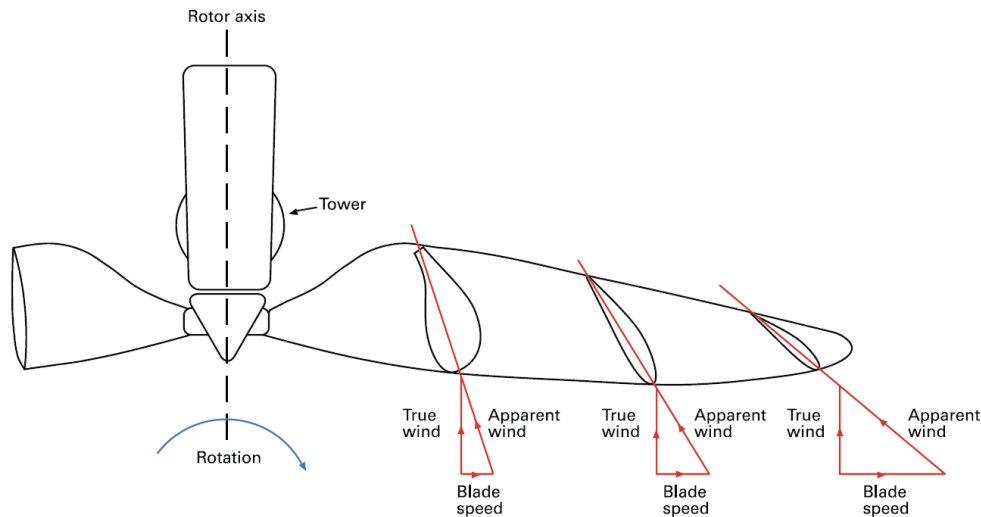 Rotor axis
Tower
Rotation
True
wind
Apparent
wind
Blade
speed
True
wind
Apparent
wind
Blade
speed
True
wind
Apparent
wind
Blade
speed